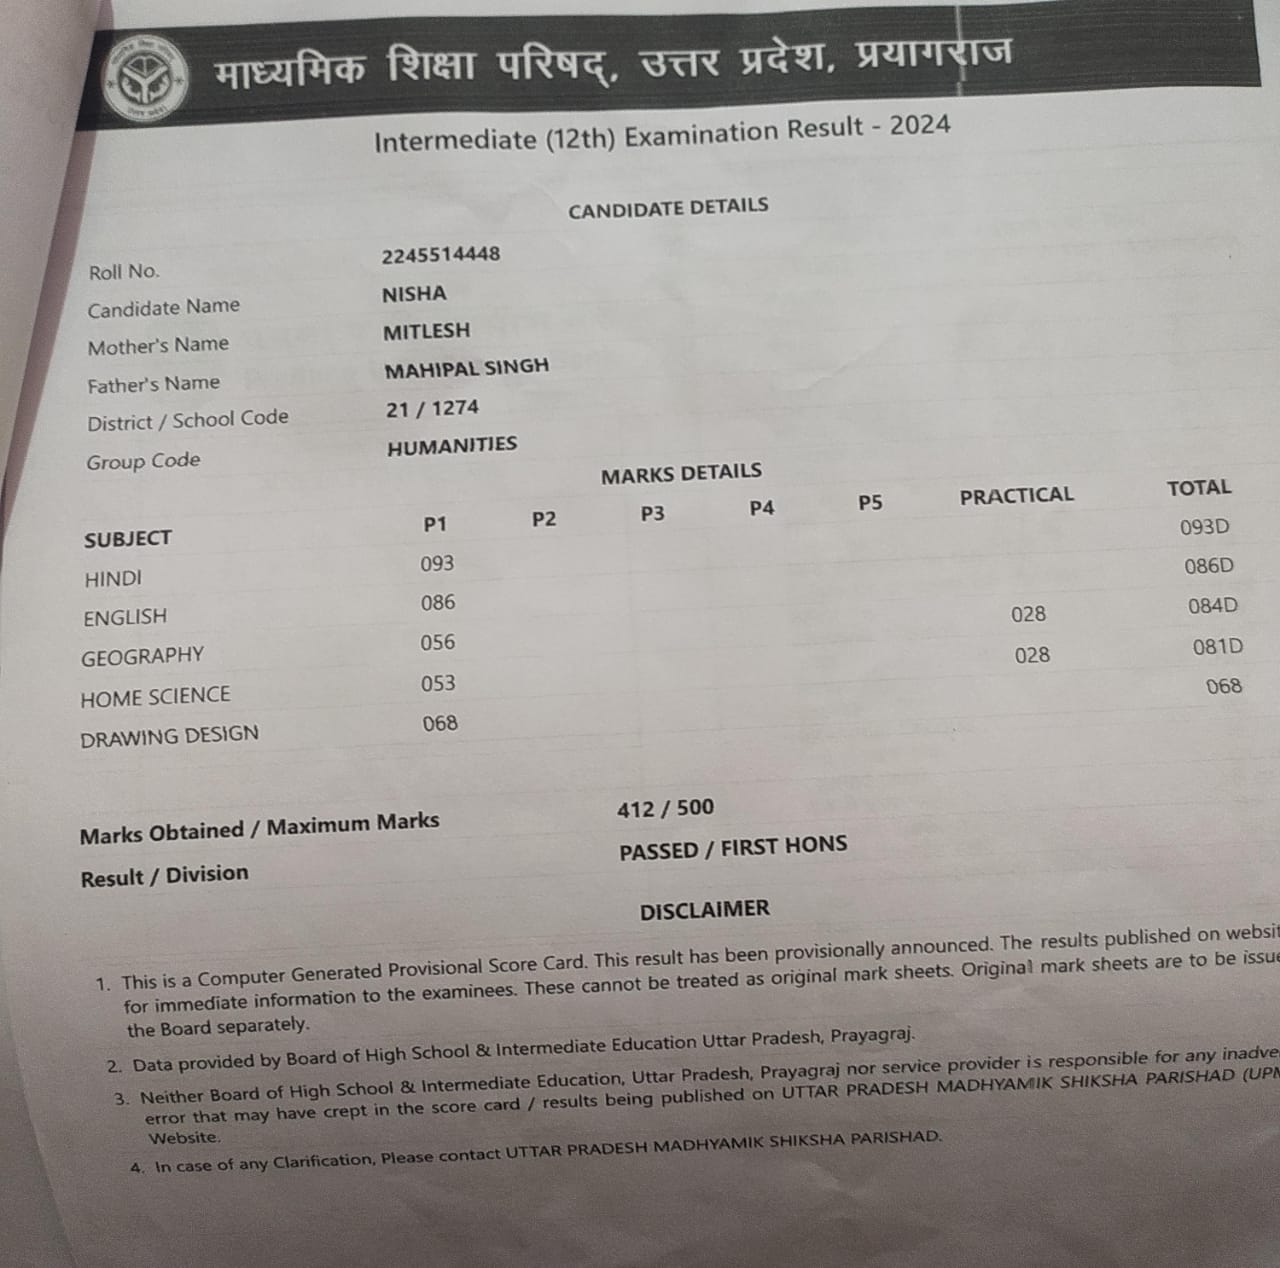 माध्यमिक शिक्षा परिषद्, उत्तर प्रदेश, प्रयागराज
Intermediate (12th) Examination Result - 2024
CANDIDATE DETAILS
Roll No. 2245514448
Candidate Name NISHA
Mother's Name MITLESH
Father's Name MAHIPAL SINGH
District / School Code 21 / 1274
Group Code HUMANITIES
MARKS DETAILS
SUBJECT P1 P2 P3 P4 P5 PRACTICAL TOTAL
HINDI 093 093D
ENGLISH 086 086D
GEOGRAPHY 056 028 084D
HOME SCIENCE 053 028 081D
DRAWING DESIGN 068 068
Marks Obtained / Maximum Marks 412 / 500
Result / Division PASSED / FIRST HONS
DISCLAIMER
1. This is a Computer Generated Provisional Score Card. This result has been provisionally announced. The results published on websit
for immediate information to the examinees. These cannot be treated as original mark sheets. Original mark sheets are to be issue
the Board separately.
2. Data provided by Board of High School & Intermediate Education Uttar Pradesh, Prayagraj.
3. Neither Board of High School & Intermediate Education, Uttar Pradesh, Prayagraj nor service provider is responsible for any inadve
error that may have crept in the score card / results being published on UTTAR PRADESH MADHYAMIK SHIKSHA PARISHAD (UPM
Website.
4. In case of any Clarification, Please contact UTTAR PRADESH MADHYAMIK SHIKSHA PARISHAD.